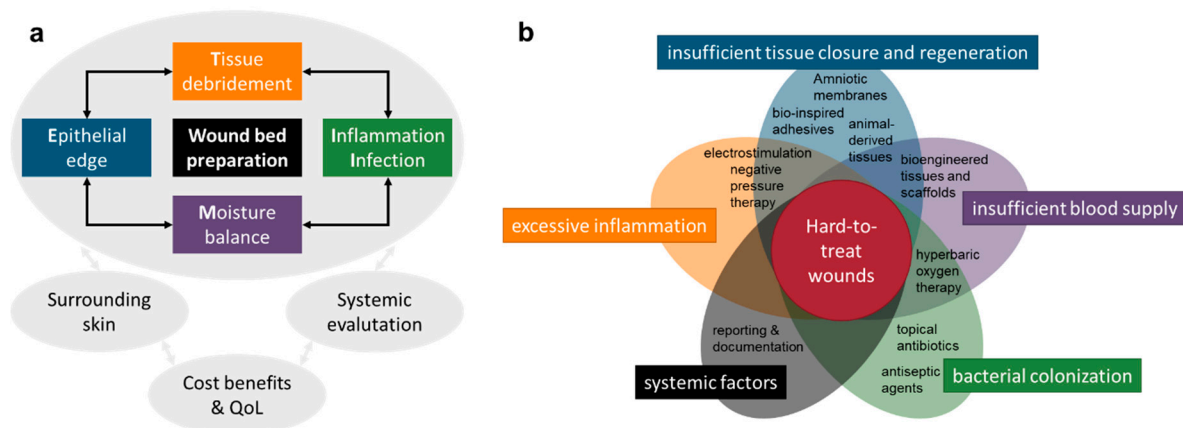 a
Tissue
debridement
Epithelial
edge
Wound bed
preparation
Inflammation
Infection
Moisture
balance
Surrounding
skin
Systemic
evalutation
Cost benefits
& QoL
b
insufficient tissue closure and regeneration
Amniotic
membranes
bio-inspired
adhesives
animal-
derived
tissues
electrostimulation
negative
pressure
therapy
bioengineered
tissues and
scaffolds
excessive inflammation
insufficient blood supply
Hard-to-
treat
wounds
hyperbaric
oxygen
therapy
reporting &
documentation
topical
antibiotics
antiseptic
agents
systemic factors
bacterial colonization